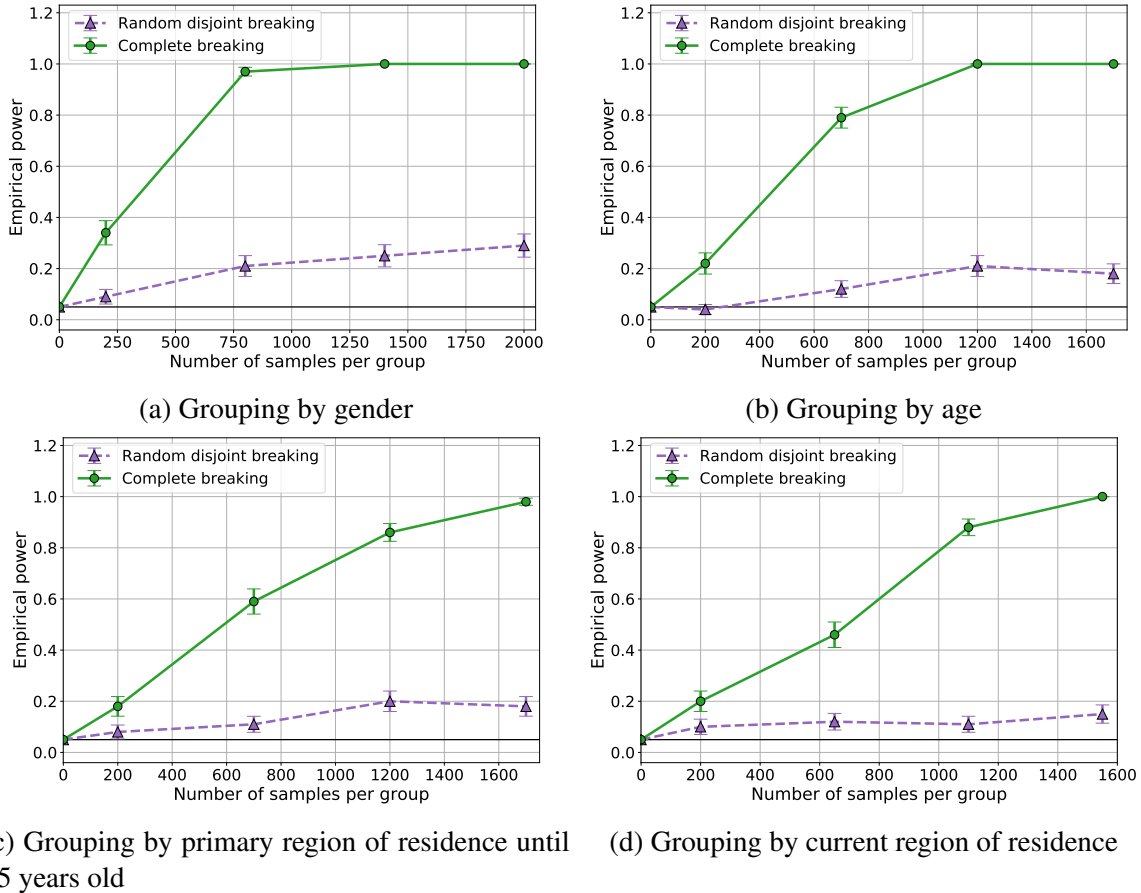 1.2
1.0
0.8
0.6
0.4
0.2
0.0
Empirical power
Random disjoint breaking
Complete breaking
0 250 500 750 1000 1250 1500 1750 2000
Number of samples per group
(a) Grouping by gender
1.2
1.0
0.8
0.6
0.4
0.2
0.0
Empirical power
Random disjoint breaking
Complete breaking
0 200 400 600 800 1000 1200 1400 1600
Number of samples per group
(b) Grouping by age
1.2
1.0
0.8
0.6
0.4
0.2
0.0
Empirical power
Random disjoint breaking
Complete breaking
0 200 400 600 800 1000 1200 1400 1600
Number of samples per group
c) Grouping by primary region of residence until
5 years old
1.2
1.0
0.8
0.6
0.4
0.2
0.0
Empirical power
Random disjoint breaking
Complete breaking
0 200 400 600 800 1000 1200 1400 1600
Number of samples per group
(d) Grouping by current region of residence